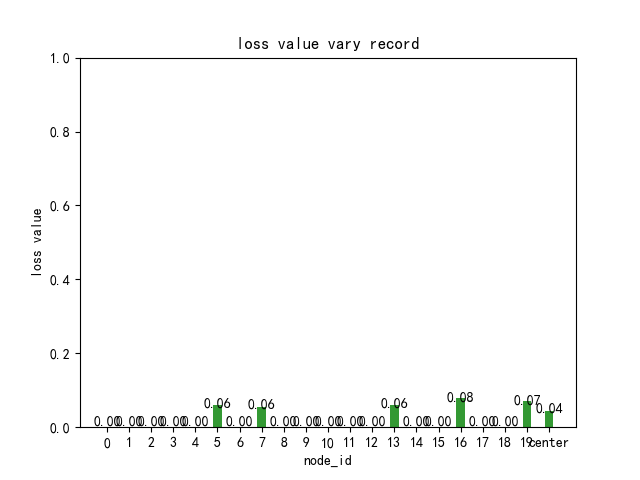 loss value vary record
loss value
1.0
0.8
0.6
0.4
0.2
0.0
0.00 0.00 0.00 0.00 0.00 0.06 0.00 0.06 0.00 0.00 0.00 0.00 0.00 0.06 0.00 0.00 0.08 0.00 0.00 0.07 0.04
0 1 2 3 4 5 6 7 8 9 10 11 12 13 14 15 16 17 18 19 center
node_id